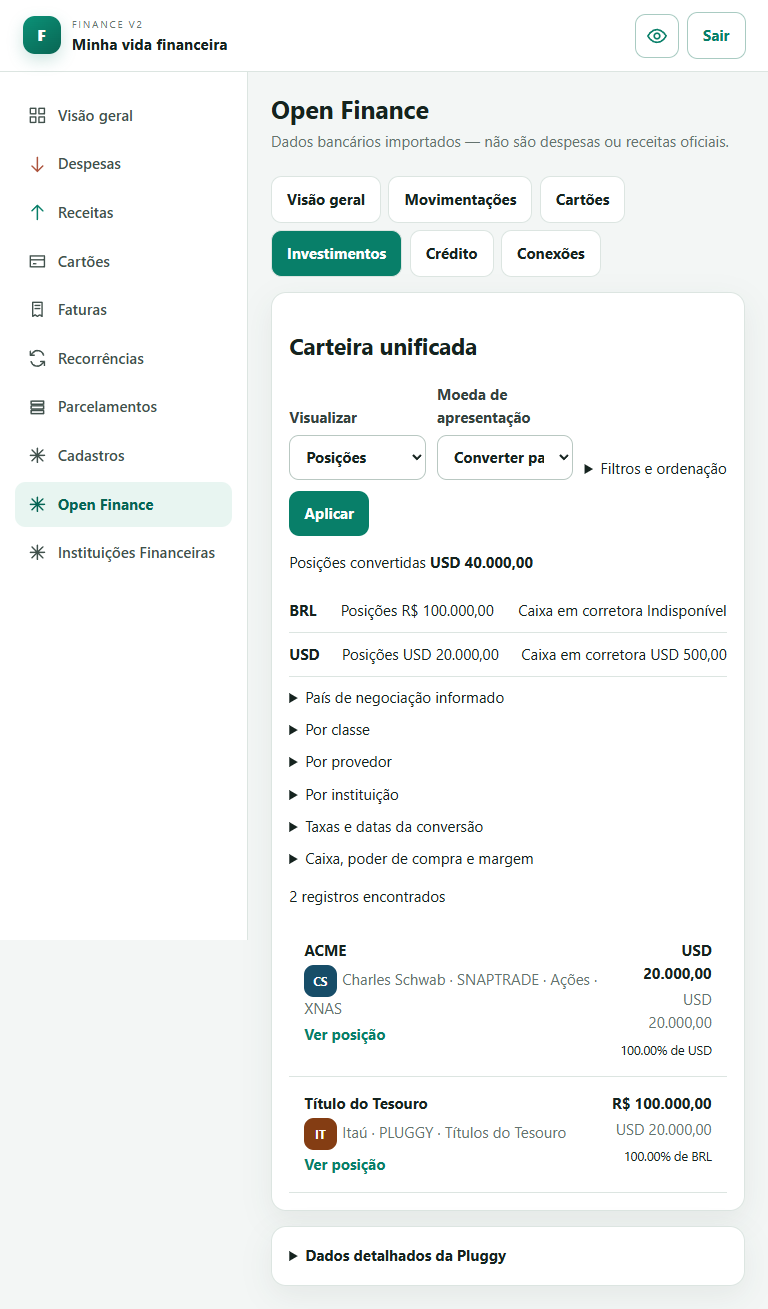 F
FINANCE V2
Minha vida financeira
Sair
Visão geral
Despesas
Receitas
Cartões
Faturas
Recorrências
Parcelamentos
Cadastros
Open Finance
Instituições Financeiras
Open Finance
Dados bancários importados — não são despesas ou receitas oficiais.
Visão geral
Movimentações
Cartões
Investimentos
Crédito
Conexões
Carteira unificada
Visualizar
Moeda de
apresentação
Posições
Converter pa
Filtros e ordenação
Aplicar
Posições convertidas USD 40.000,00
BRL Posições R$ 100.000,00 Caixa em corretora Indisponível
USD Posições USD 20.000,00 Caixa em corretora USD 500,00
País de negociação informado
Por classe
Por provedor
Por instituição
Taxas e datas da conversão
Caixa, poder de compra e margem
2 registros encontrados
ACME
CS Charles Schwab · SNAPTRADE · Ações ·
XNAS
Ver posição
USD
20.000,00
USD
20.000,00
100.00% de USD
Título do Tesouro
IT Itaú · PLUGGY · Títulos do Tesouro
Ver posição
R$ 100.000,00
USD 20.000,00
100.00% de BRL
Dados detalhados da Pluggy